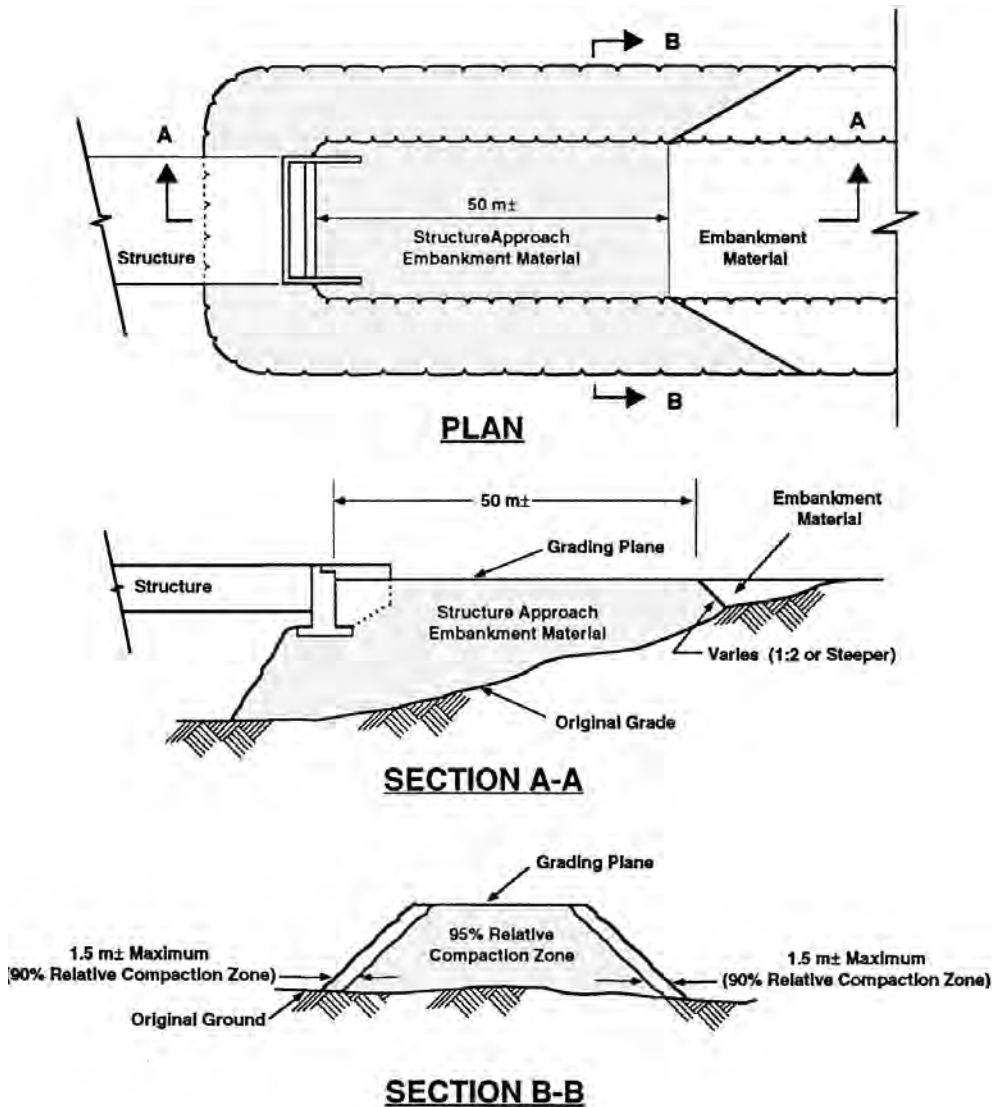 B
A
A
50 m±
StructureApproach
Embankment Material
Embankment
Material
Structure
B
PLAN
50 m±
Embankment
Material
Grading Plane
Structure
Structure Approach
Embankment Material
Varies (1:2 or Steeper)
Original Grade
SECTION A-A
Grading Plane
95% Relative
Compaction Zone
1.5 m± Maximum
(90% Relative Compaction Zone)
1.5 m± Maximum
(90% Relative Compaction Zone)
Original Ground
SECTION B-B